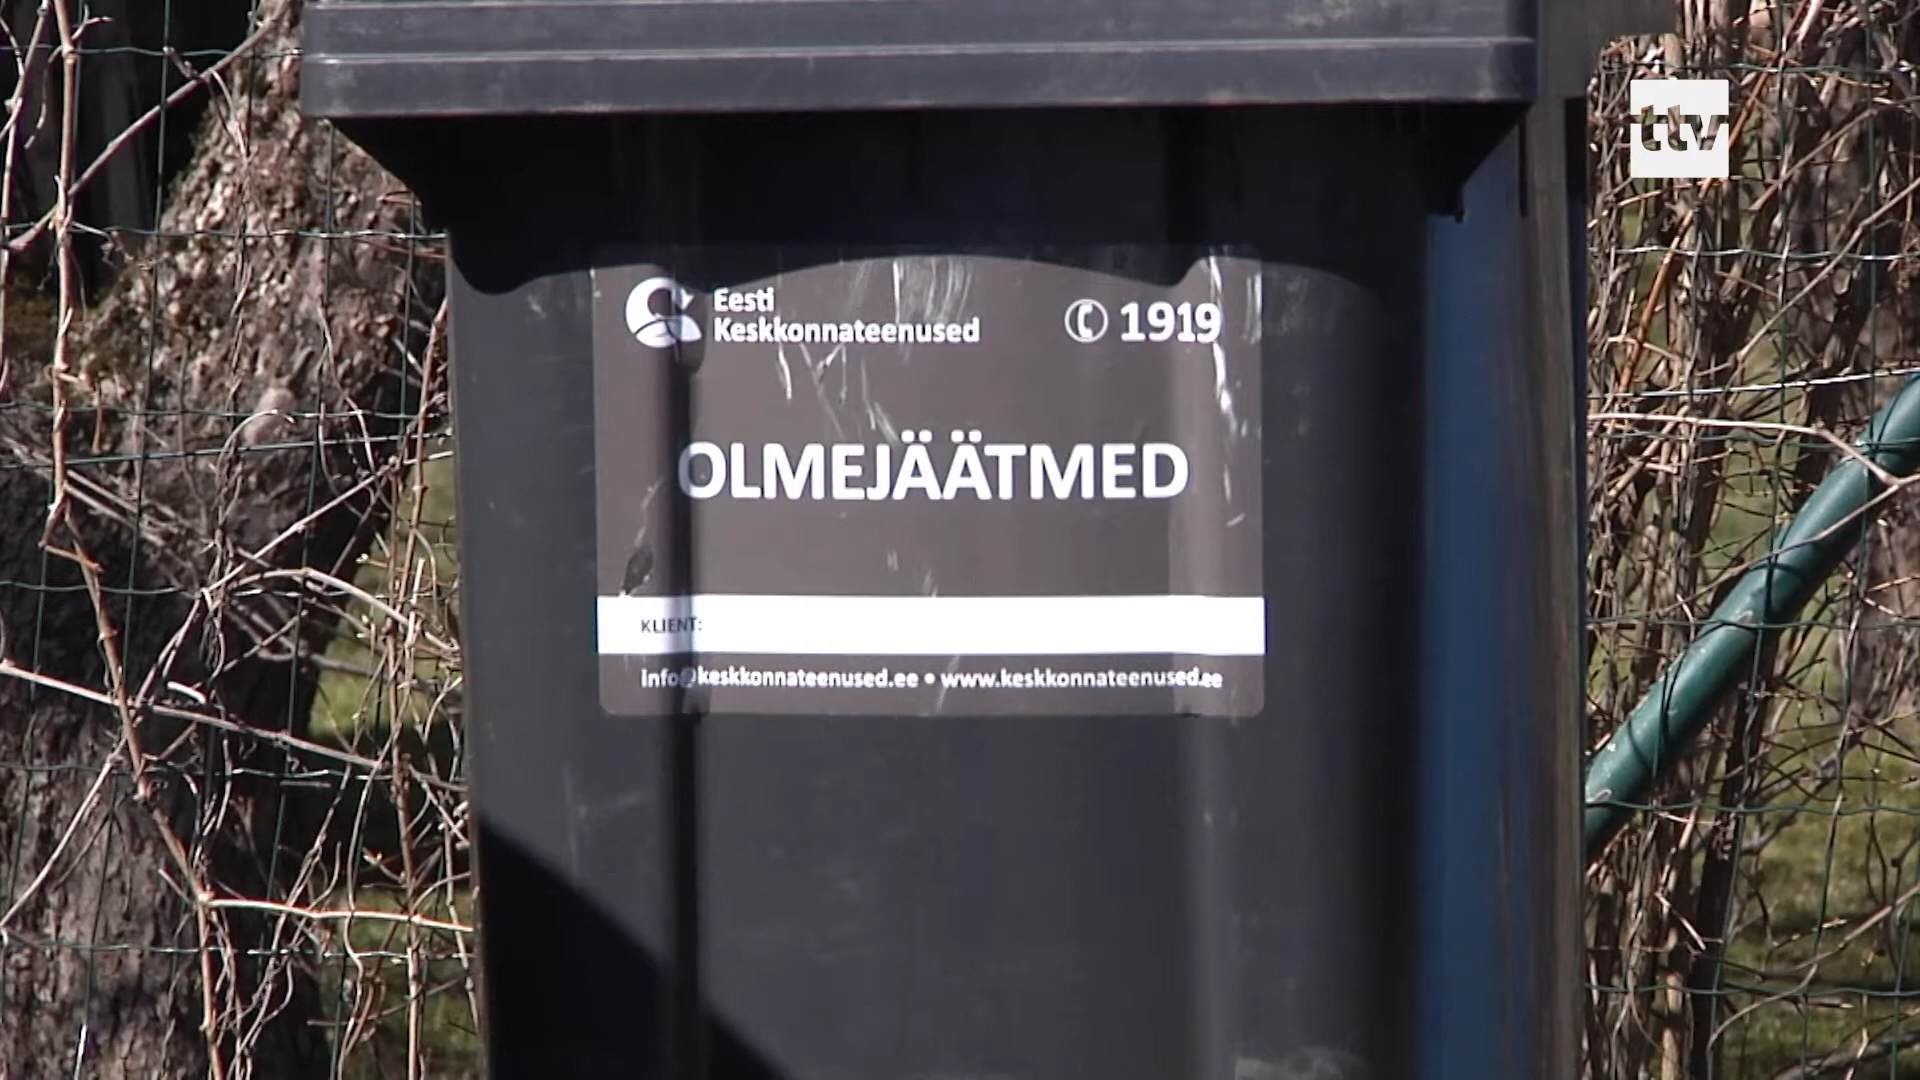 ttv
Eesti
Keskkonnateenused
1919
OLMEJÄÄTMED
KLIENT:
info@keskkonnateenused.ee • www.keskkonnateenused.ee